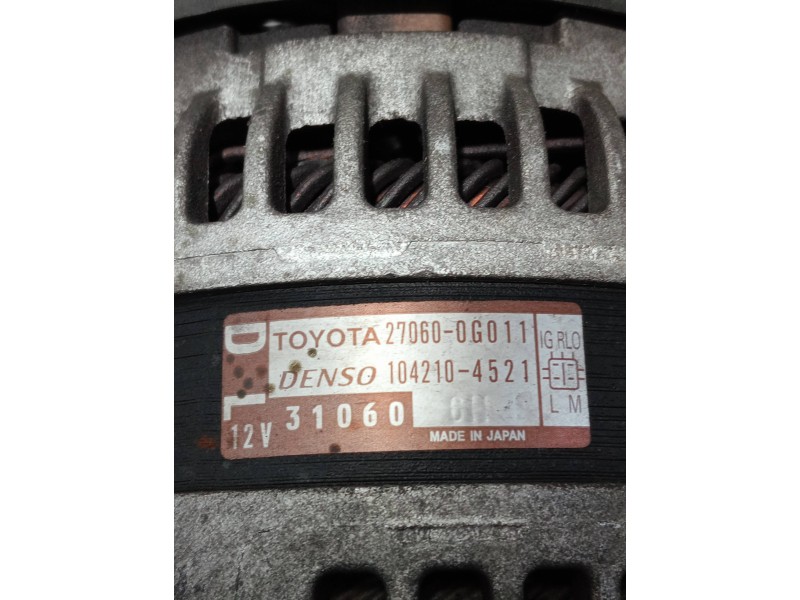 D TOYOTA 27060-0G011 IG RLO
DENSO 104210-4521
L 31060 L M
12V MADE IN JAPAN